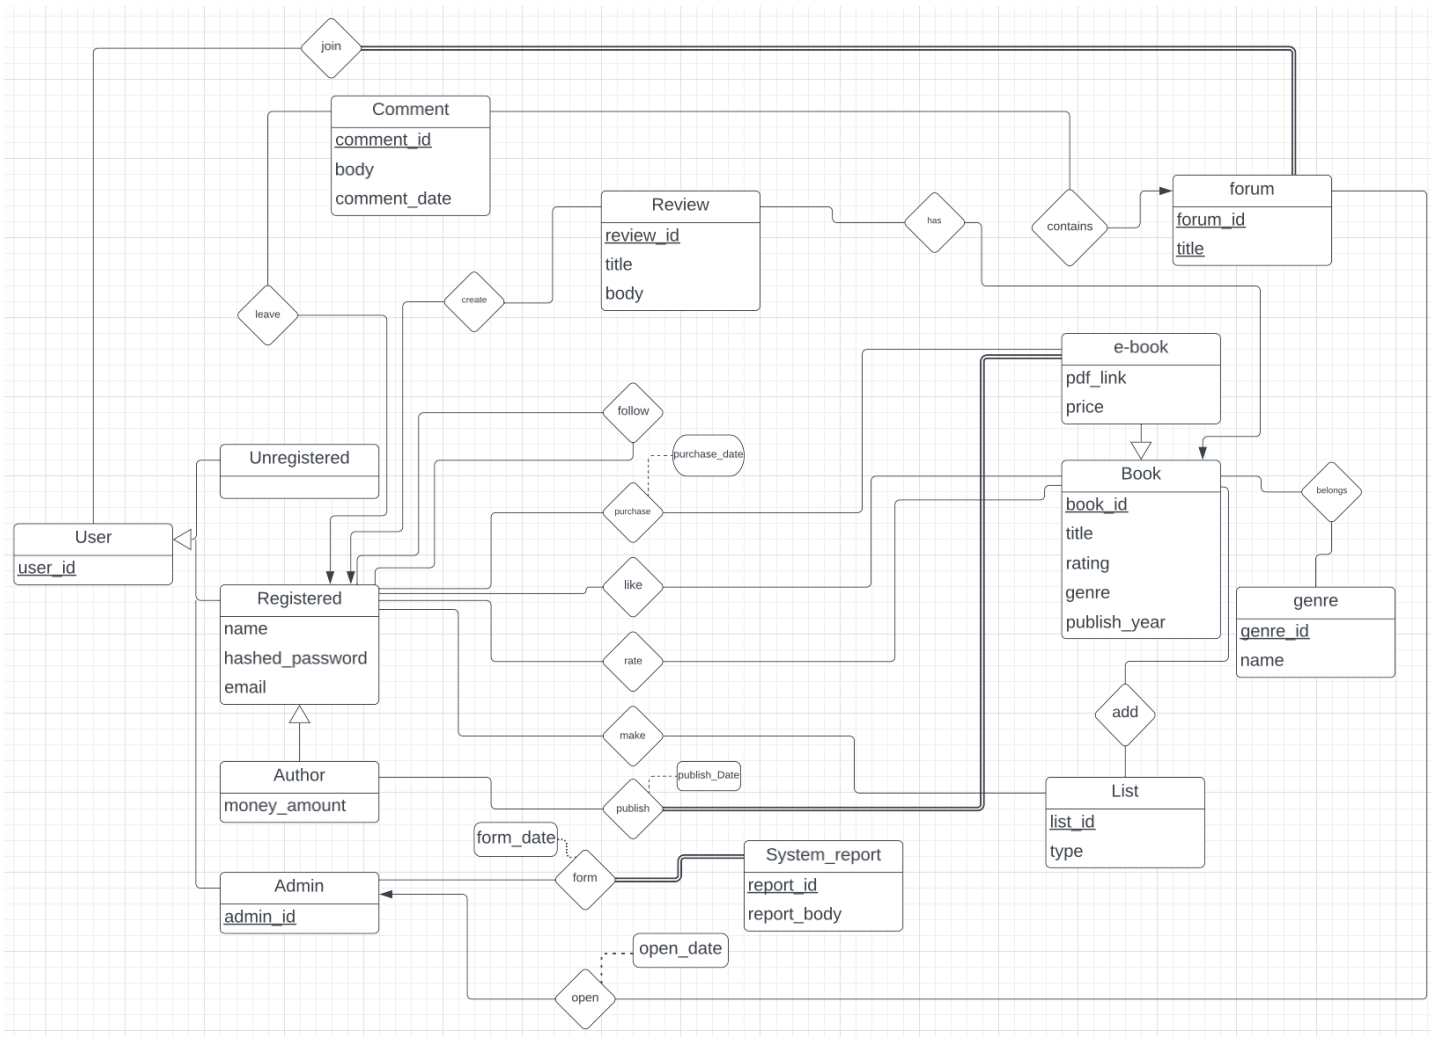 join
Comment
comment_id
body
comment_date
Review
review_id
title
body
has
contains
forum
forum_id
title
leave
create
e-book
pdf_link
price
follow
purchase_date
Unregistered
purchase
Book
book_id
title
rating
genre
publish_year
belongs
User
user_id
Registered
name
hashed_password
email
like
genre
genre_id
name
rate
make
add
Author
money_amount
publish_Date
publish
List
list_id
type
form_date
form
System_report
report_id
report_body
Admin
admin_id
open_date
open